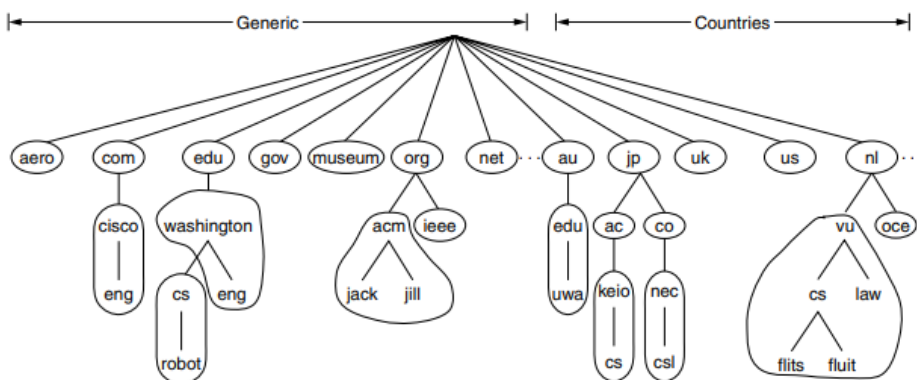 Generic Countries
aero com edu gov museum org net ... au jp uk us nl ...
cisco washington acm ieee edu ac co vu oce
eng cs eng jack jill uwa keio nec cs law
robot cs csl flits fluit